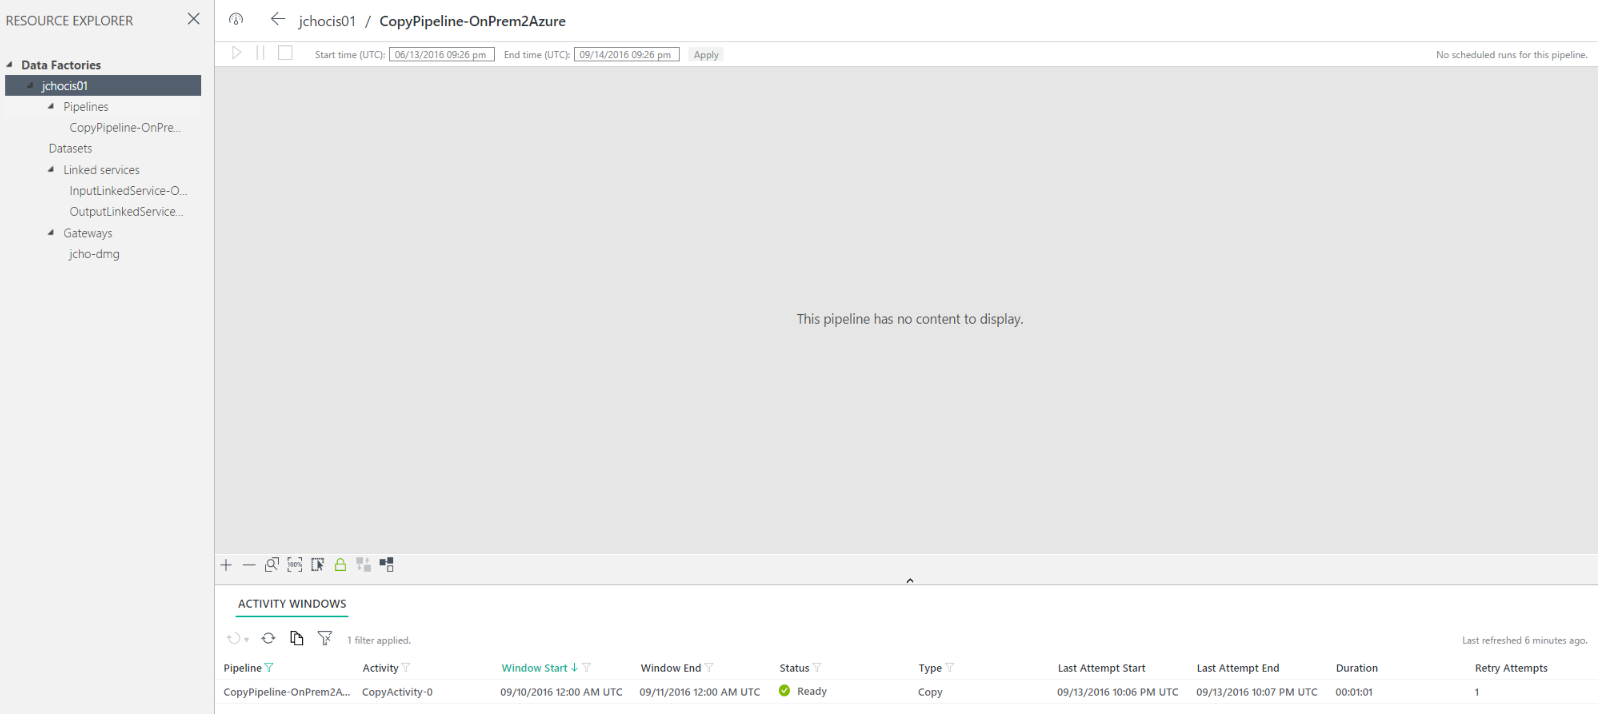 RESOURCE EXPLORER
Data Factories
jchocis01
Pipelines
CopyPipeline-OnPre...
Datasets
Linked services
InputLinkedService-O...
OutputLinkedService...
Gateways
jcho-dmg
jchocis01 / CopyPipeline-OnPrem2Azure
Start time (UTC): 06/13/2016 09:26 pm End time (UTC): 09/14/2016 09:26 pm Apply No scheduled runs for this pipeline.
This pipeline has no content to display.
100%
ACTIVITY WINDOWS
1 filter applied. Last refreshed 6 minutes ago.
Pipeline Activity Window Start Window End Status Type Last Attempt Start Last Attempt End Duration Retry Attempts
CopyPipeline-OnPrem2A... CopyActivity-0 09/10/2016 12:00 AM UTC 09/11/2016 12:00 AM UTC Ready Copy 09/13/2016 10:06 PM UTC 09/13/2016 10:07 PM UTC 00:01:01 1